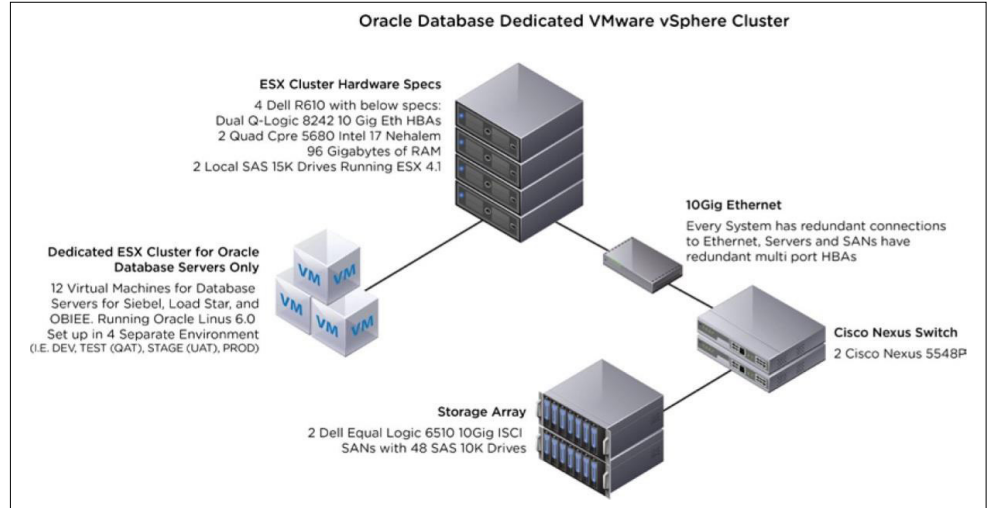 Oracle Database Dedicated VMware vSphere Cluster
ESX Cluster Hardware Specs
4 Dell R610 with below specs:
Dual Q-Logic 8242 10 Gig Eth HBAs
2 Quad Cpre 5680 Intel 17 Nehalem
96 Gigabytes of RAM
2 Local SAS 15K Drives Running ESX 4.1
10Gig Ethernet
Every System has redundant connections
to Ethernet, Servers and SANs have
redundant multi port HBAs
Dedicated ESX Cluster for Oracle
Database Servers Only
12 Virtual Machines for Database
Servers for Siebel, Load Star, and
OBIEE. Running Oracle Linus 6.0
Set up in 4 Separate Environment
(I.E. DEV, TEST (QAT), STAGE (UAT), PROD)
VM VM
VM VM VM
Cisco Nexus Switch
2 Cisco Nexus 5548P
Storage Array
2 Dell Equal Logic 6510 10Gig ISCI
SANs with 48 SAS 10K Drives